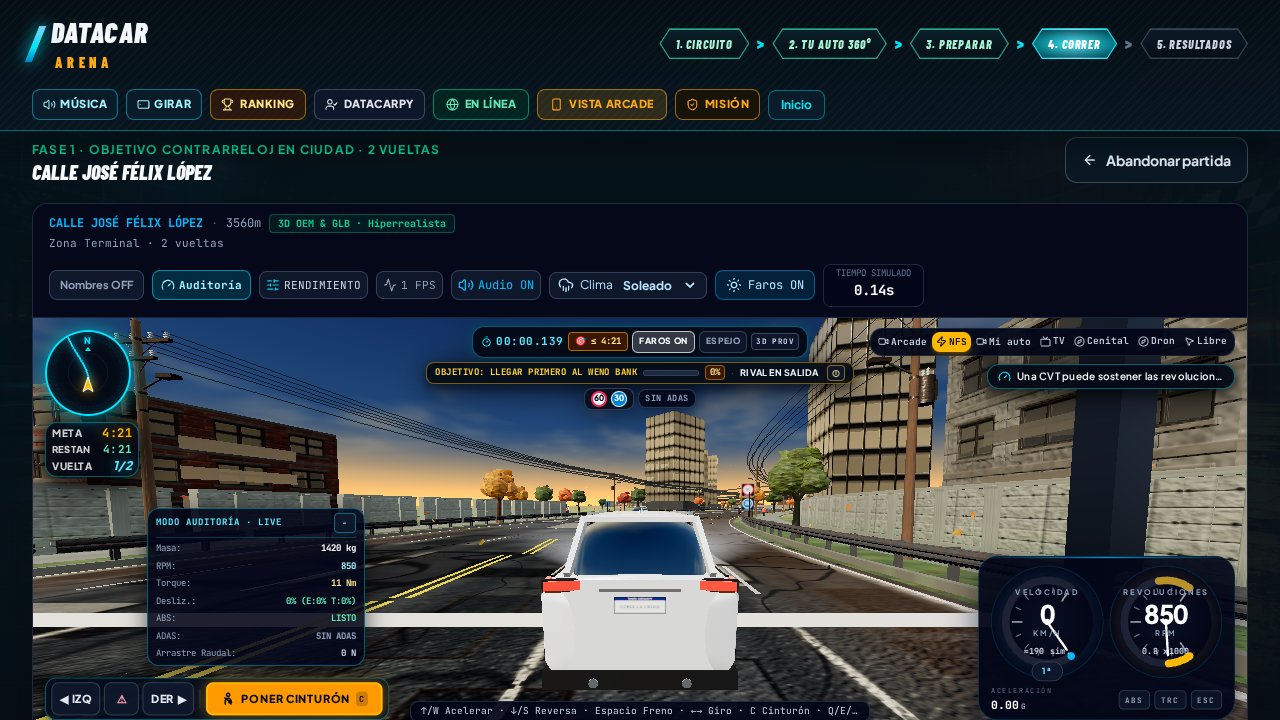 DATACAR
ARENA
1. CIRCUITO > 2. TU AUTO 360° > 3. PREPARAR > 4. CORRER > 5. RESULTADOS
MÚSICA GIRAR RANKING DATACARPY EN LÍNEA VISTA ARCADE MISIÓN Inicio
FASE 1 · OBJETIVO CONTRARRELOJ EN CIUDAD · 2 VUELTAS
CALLE JOSÉ FÉLIX LÓPEZ
← Abandonar partida
CALLE JOSÉ FÉLIX LÓPEZ · 3560m 3D OEM & GLB · Hiperrealista
Zona Terminal · 2 vueltas
Nombres OFF Auditoría RENDIMIENTO 1 FPS Audio ON Clima Soleado Faros ON
TIEMPO SIMULADO
0.14s
N
00:00.139 ≤ 4:21 FAROS ON ESPEJO 3D PROV
Arcade NFS Mi auto TV Cenital Dron Libre
OBJETIVO: LLEGAR PRIMERO AL WENO BANK 0% · RIVAL EN SALIDA
Una CVT puede sostener las revolucion…
60 30 SIN ADAS
META 4:21
RESTAN 4:21
VUELTA 1/2
MODO AUDITORÍA · LIVE -
Masa: 1420 kg
RPM: 850
Torque: 11 Nm
Desliz.: 0% (E:0% T:0%)
ABS: LISTO
ADAS: SIN ADAS
Arrastre Raudal: 0 N
VELOCIDAD
0
KM/H
≈190 sim
1ª
REVOLUCIONES
850
RPM
0.8 x1000
ACELERACIÓN
0.00 G
ABS TRC ESC
◀ IZQ ⚠ DER ▶ PONER CINTURÓN C
↑/W Acelerar · ↓/S Reversa · Espacio Freno · ←→ Giro · C Cinturón · Q/E/…